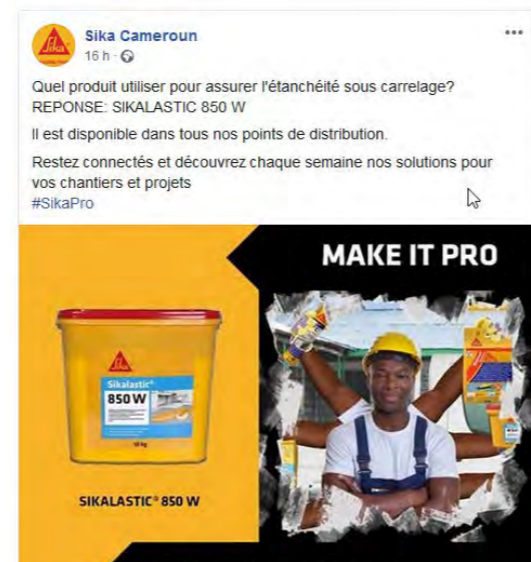 Sika Cameroun
16 h
Quel produit utiliser pour assurer l'étanchéité sous carrelage?
REPONSE: SIKALASTIC 850 W
Il est disponible dans tous nos points de distribution.
Restez connectés et découvrez chaque semaine nos solutions pour
vos chantiers et projets
#SikaPro
MAKE IT PRO
Sika
Sikalastic®
850 W
SIKALASTIC® 850 W